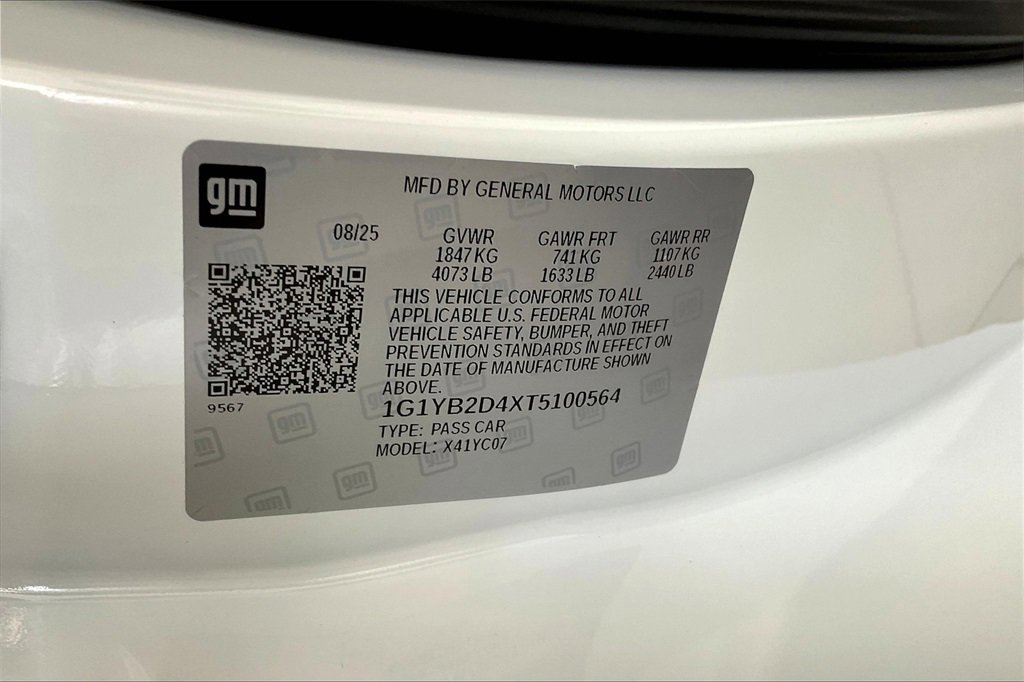 gm
MFD BY GENERAL MOTORS LLC
08/25 GVWR GAWR FRT GAWR RR
1847 KG 741 KG 1107 KG
4073 LB 1633 LB 2440 LB
THIS VEHICLE CONFORMS TO ALL
APPLICABLE U.S. FEDERAL MOTOR
VEHICLE SAFETY, BUMPER, AND THEFT
PREVENTION STANDARDS IN EFFECT ON
THE DATE OF MANUFACTURE SHOWN
ABOVE.
9567
1G1YB2D4XT5100564
TYPE: PASS CAR
MODEL: X41YC07